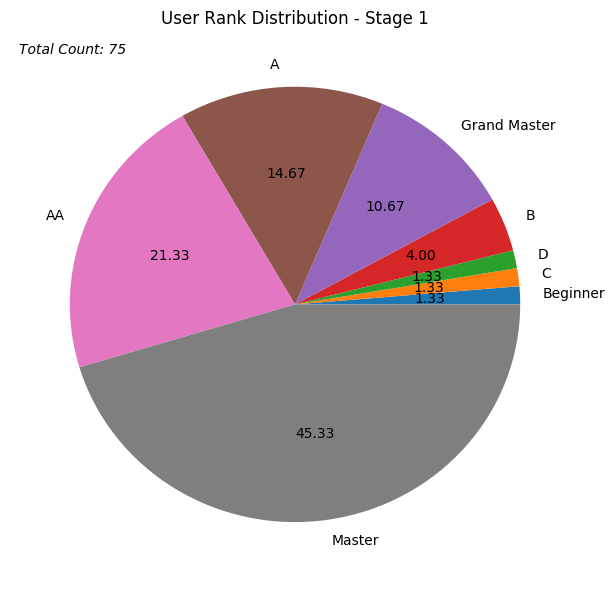 User Rank Distribution - Stage 1
Total Count: 75
A
Grand Master
14.67
10.67
AA
B
21.33
4.00
D
1.33
C
1.33
Beginner
1.33
45.33
Master